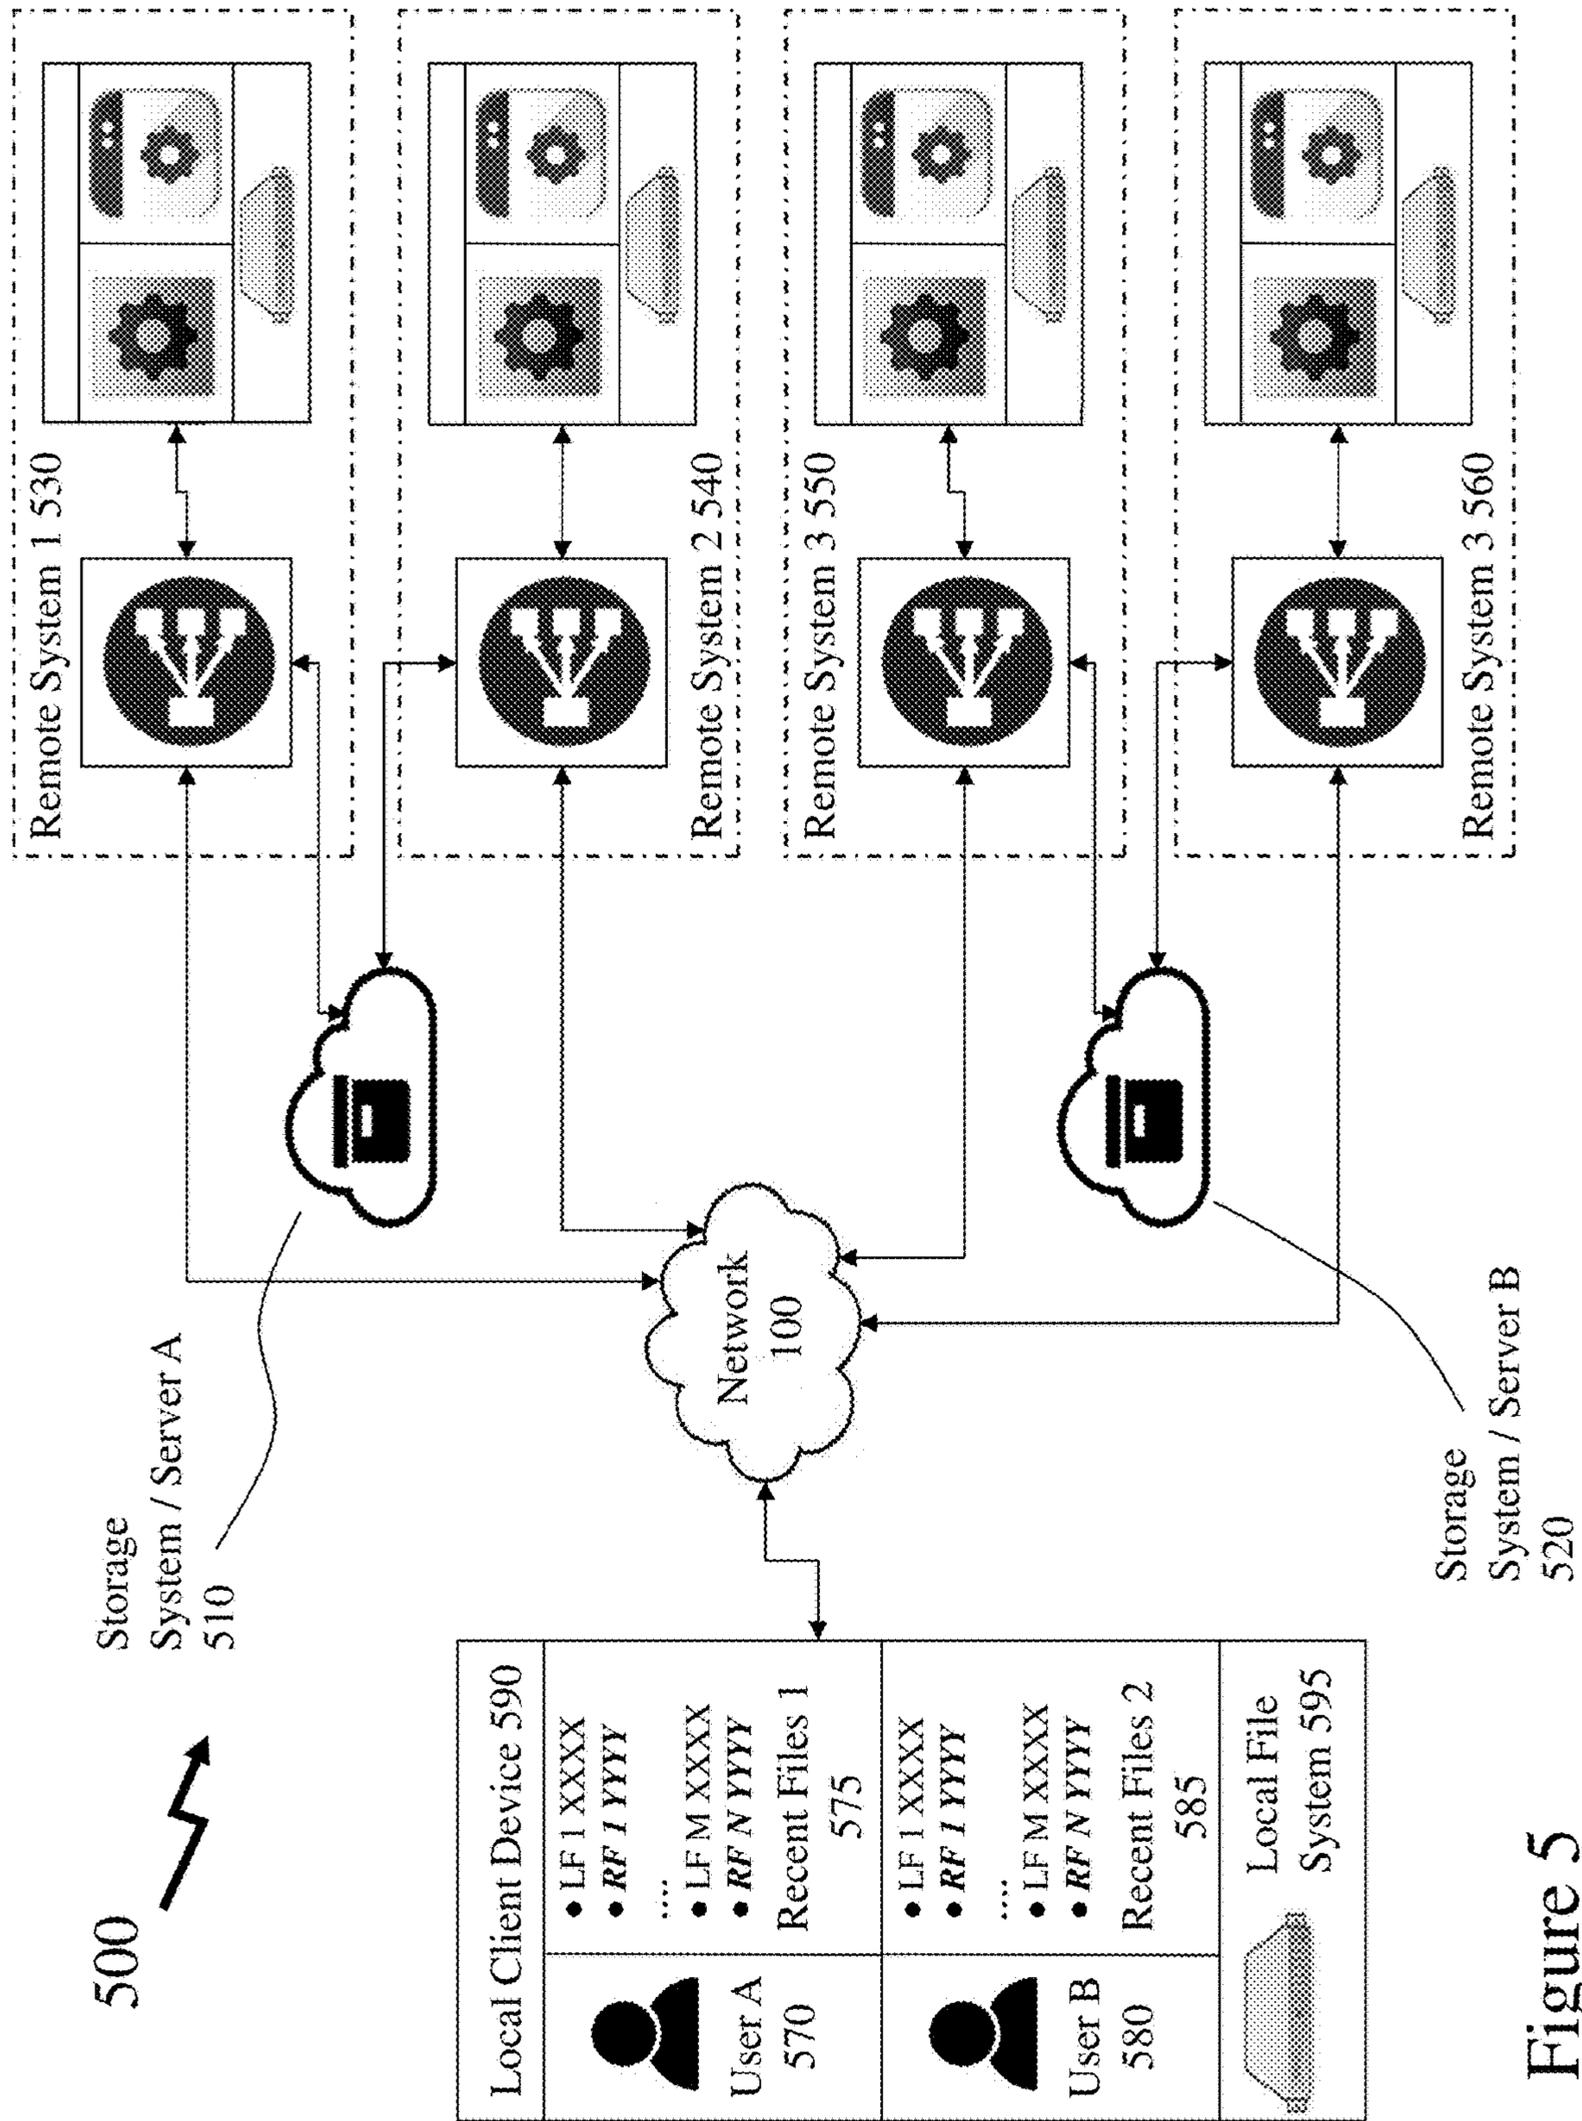 500
Storage
System / Server A
510
Remote System 1 530
Remote System 2 540
Remote System 3 550
Remote System 3 560
Network
100
Storage
System / Server B
520
Local Client Device 590
User A
570
• LF 1 XXXX
• RF 1 YYYY
....
• LF M XXXX
• RF N YYYY
Recent Files 1
575
User B
580
• LF 1 XXXX
• RF 1 YYYY
....
• LF M XXXX
• RF N YYYY
Recent Files 2
585
Local File
System 595
Figure 5